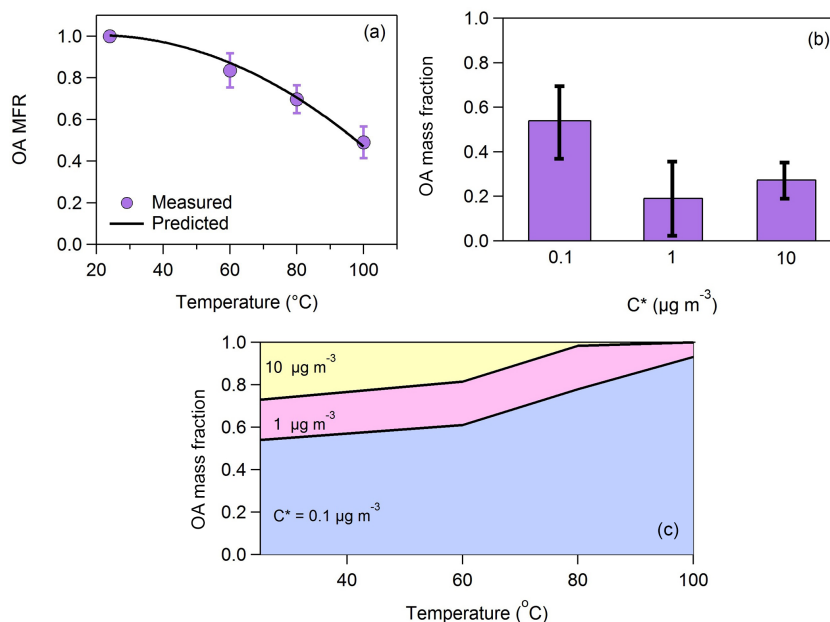 (a)
OA MFR
1.0
0.8
0.6
0.4
0.2
0.0
Measured
Predicted
20 40 60 80 100
Temperature (°C)
(b)
OA mass fraction
1.0
0.8
0.6
0.4
0.2
0.0
0.1 1 10
C* (µg m⁻³)
OA mass fraction
1.0
0.8
0.6
0.4
0.2
0.0
10 µg m⁻³
1 µg m⁻³
C* = 0.1 µg m⁻³
(c)
40 60 80 100
Temperature (°C)